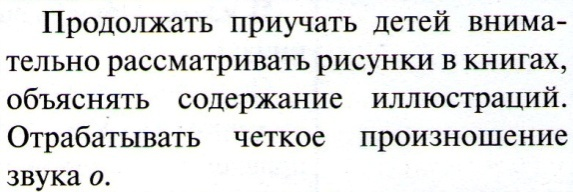 Продолжать приучать детей внима-
тельно рассматривать рисунки в книгах,
объяснять содержание иллюстраций.
Отрабатывать четкое произношение
звука о.